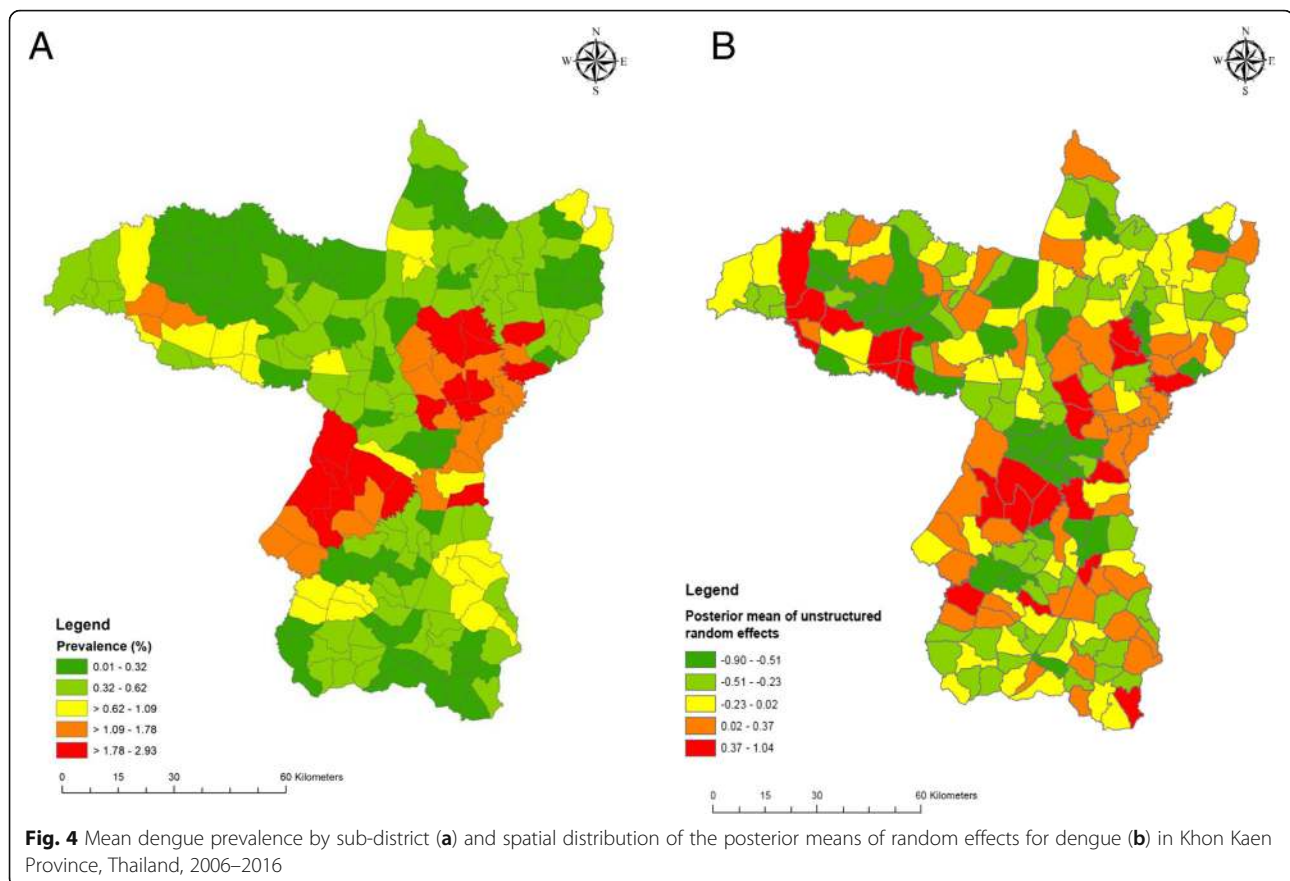 A
N
W E
S
Legend
Prevalence (%)
0.01 - 0.32
0.32 - 0.62
> 0.62 - 1.09
> 1.09 - 1.78
> 1.78 - 2.93
0 15 30 60 Kilometers
B
N
W E
S
Legend
Posterior mean of unstructured
random effects
-0.90 - -0.51
-0.51 - -0.23
-0.23 - 0.02
0.02 - 0.37
0.37 - 1.04
0 15 30 60 Kilometers
Fig. 4 Mean dengue prevalence by sub-district (a) and spatial distribution of the posterior means of random effects for dengue (b) in Khon Kaen
Province, Thailand, 2006–2016